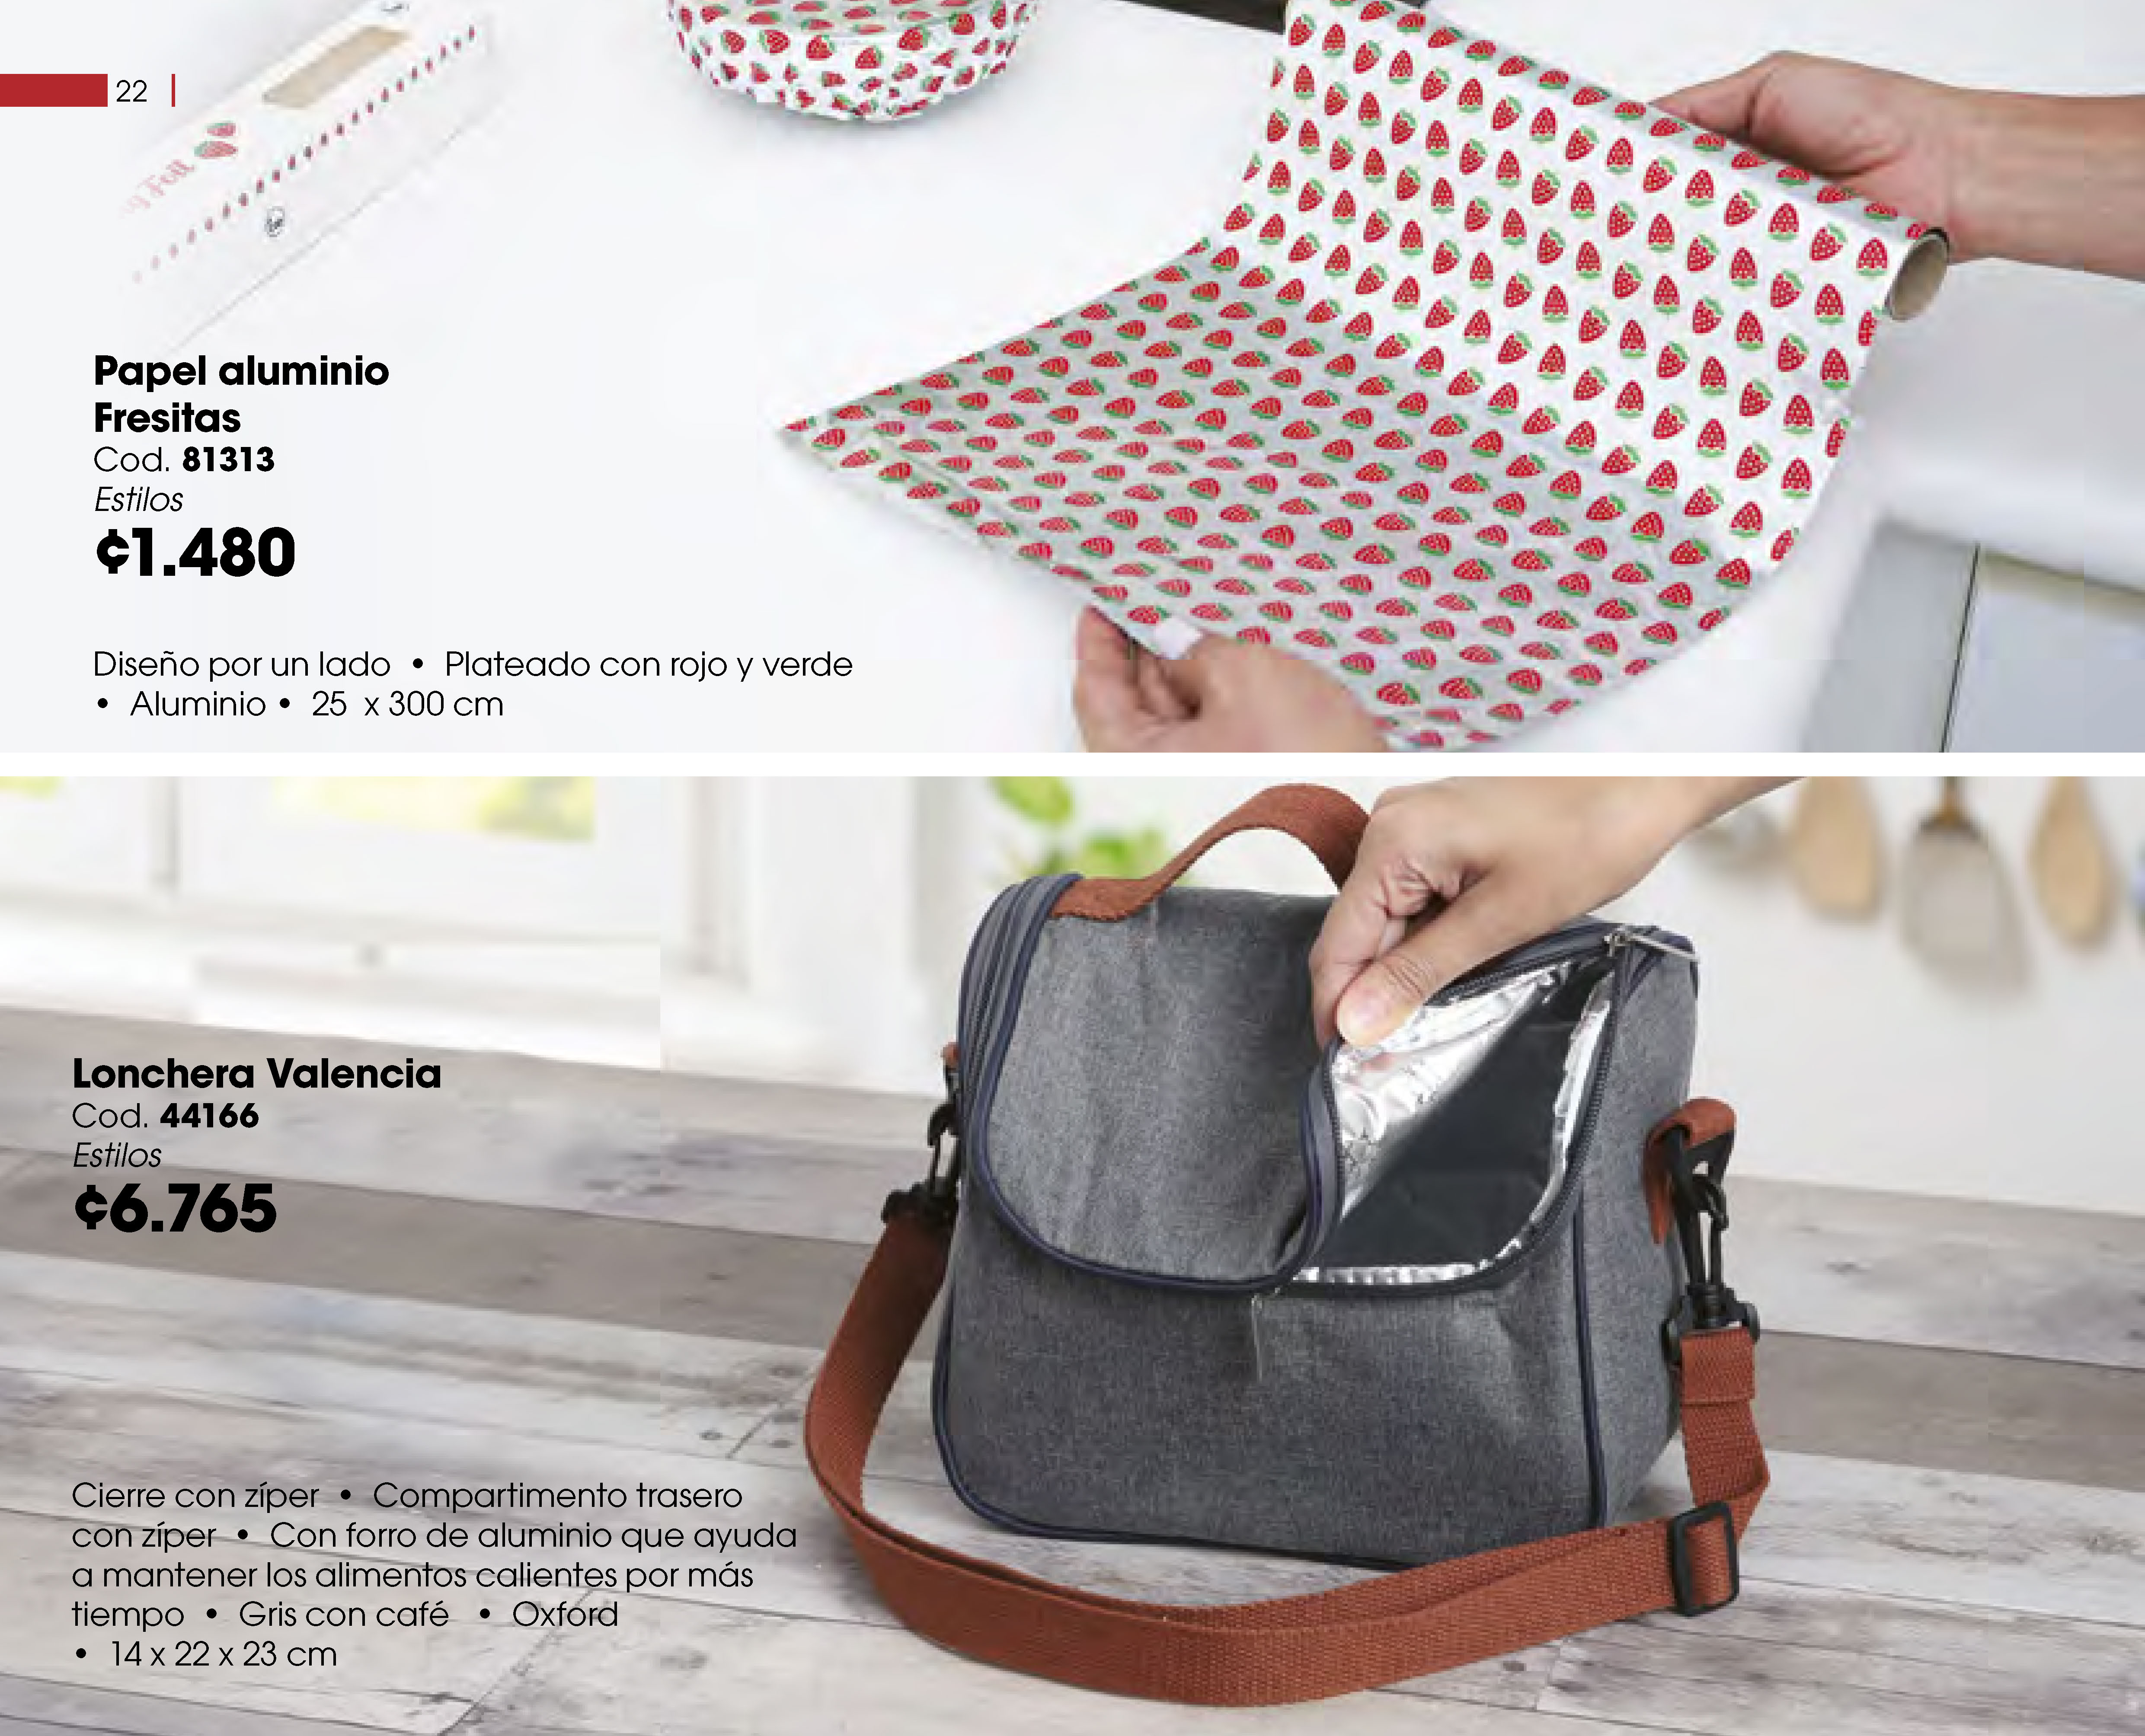 22
Foil
Papel aluminio
Fresitas
Cod. 81313
Estilos
¢1.480
Diseño por un lado • Plateado con rojo y verde
• Aluminio • 25 x 300 cm
Lonchera Valencia
Cod. 44166
Estilos
¢6.765
Cierre con zíper • Compartimento trasero
con zíper • Con forro de aluminio que ayuda
a mantener los alimentos calientes por más
tiempo • Gris con café • Oxford
• 14 x 22 x 23 cm